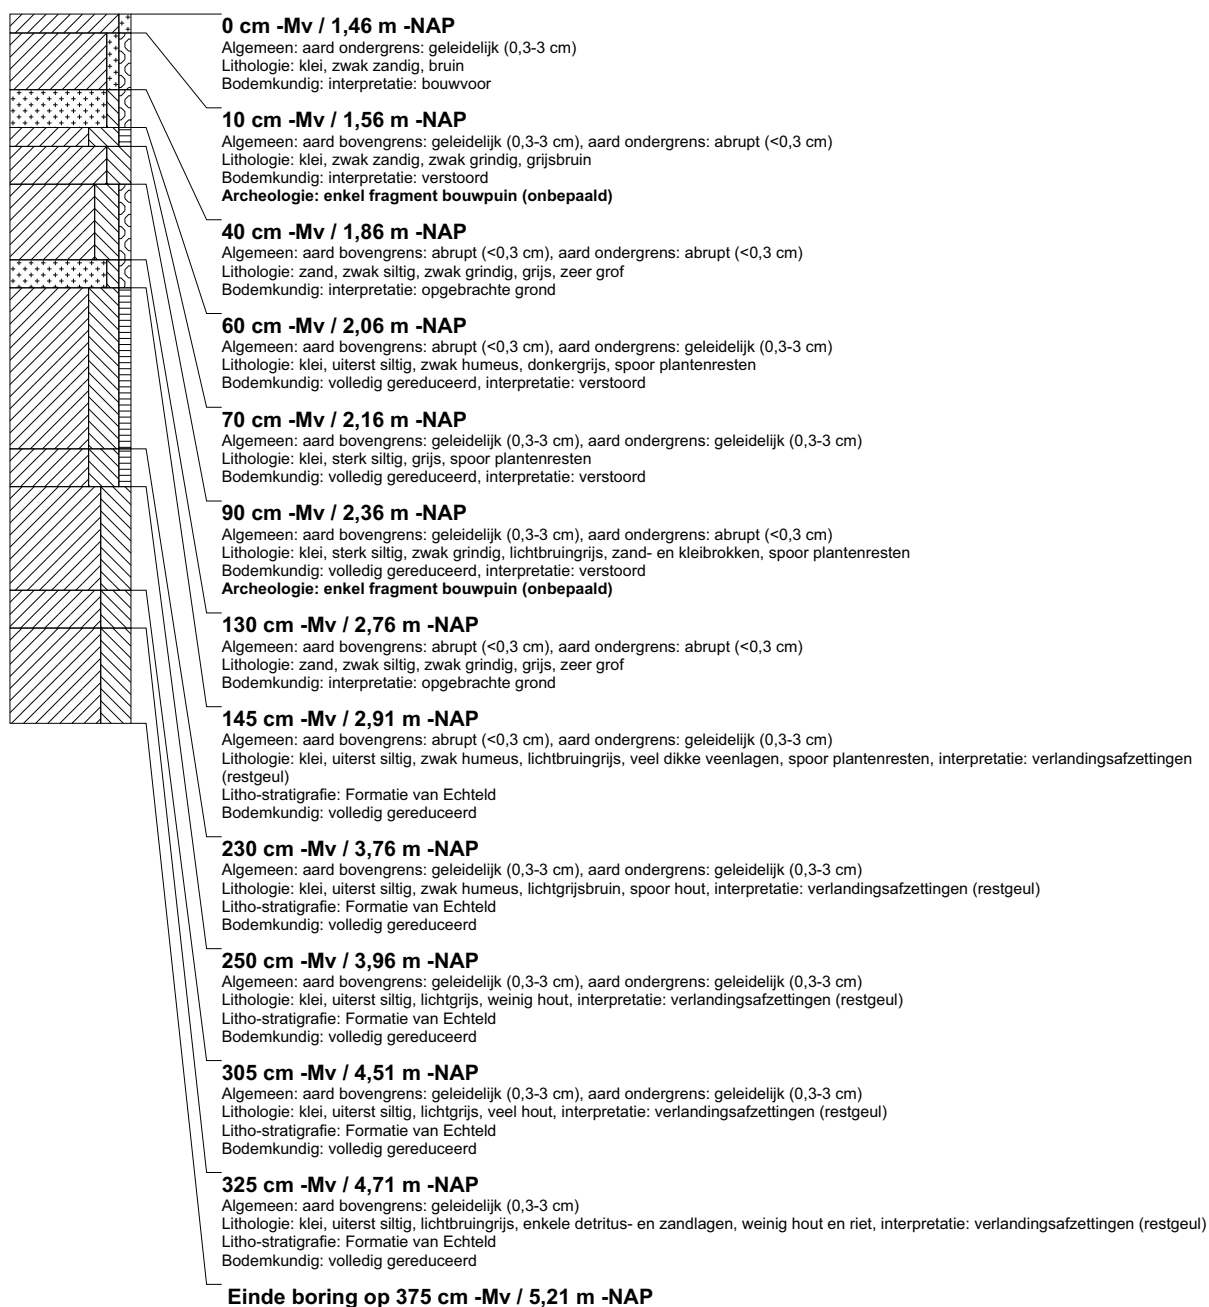 0 cm -Mv / 1,46 m -NAP
Algemeen: aard ondergrens: geleidelijk (0,3-3 cm)
Lithologie: klei, zwak zandig, bruin
Bodemkundig: interpretatie: bouwvoor
10 cm -Mv / 1,56 m -NAP
Algemeen: aard bovengrens: geleidelijk (0,3-3 cm), aard ondergrens: abrupt (<0,3 cm)
Lithologie: klei, zwak zandig, zwak grindig, grijsbruin
Bodemkundig: interpretatie: verstoord
Archeologie: enkel fragment bouwpuin (onbepaald)
40 cm -Mv / 1,86 m -NAP
Algemeen: aard bovengrens: abrupt (<0,3 cm), aard ondergrens: abrupt (<0,3 cm)
Lithologie: zand, zwak siltig, zwak grindig, grijs, zeer grof
Bodemkundig: interpretatie: opgebrachte grond
60 cm -Mv / 2,06 m -NAP
Algemeen: aard bovengrens: abrupt (<0,3 cm), aard ondergrens: geleidelijk (0,3-3 cm)
Lithologie: klei, uiterst siltig, zwak humeus, donkergrijs, spoor plantenresten
Bodemkundig: volledig gereduceerd, interpretatie: verstoord
70 cm -Mv / 2,16 m -NAP
Algemeen: aard bovengrens: geleidelijk (0,3-3 cm), aard ondergrens: geleidelijk (0,3-3 cm)
Lithologie: klei, sterk siltig, grijs, spoor plantenresten
Bodemkundig: volledig gereduceerd, interpretatie: verstoord
90 cm -Mv / 2,36 m -NAP
Algemeen: aard bovengrens: geleidelijk (0,3-3 cm), aard ondergrens: abrupt (<0,3 cm)
Lithologie: klei, sterk siltig, zwak grindig, lichtbruingrijs, zand- en kleibrokken, spoor plantenresten
Bodemkundig: volledig gereduceerd, interpretatie: verstoord
Archeologie: enkel fragment bouwpuin (onbepaald)
130 cm -Mv / 2,76 m -NAP
Algemeen: aard bovengrens: abrupt (<0,3 cm), aard ondergrens: abrupt (<0,3 cm)
Lithologie: zand, zwak siltig, zwak grindig, grijs, zeer grof
Bodemkundig: interpretatie: opgebrachte grond
145 cm -Mv / 2,91 m -NAP
Algemeen: aard bovengrens: abrupt (<0,3 cm), aard ondergrens: geleidelijk (0,3-3 cm)
Lithologie: klei, uiterst siltig, zwak humeus, lichtbruingrijs, veel dikke veenlagen, spoor plantenresten, interpretatie: verlandingsafzettingen
(restgeul)
Litho-stratigrafie: Formatie van Echteld
Bodemkundig: volledig gereduceerd
230 cm -Mv / 3,76 m -NAP
Algemeen: aard bovengrens: geleidelijk (0,3-3 cm), aard ondergrens: geleidelijk (0,3-3 cm)
Lithologie: klei, uiterst siltig, zwak humeus, lichtgrijsbruin, spoor hout, interpretatie: verlandingsafzettingen (restgeul)
Litho-stratigrafie: Formatie van Echteld
Bodemkundig: volledig gereduceerd
250 cm -Mv / 3,96 m -NAP
Algemeen: aard bovengrens: geleidelijk (0,3-3 cm), aard ondergrens: geleidelijk (0,3-3 cm)
Lithologie: klei, uiterst siltig, lichtgrijs, weinig hout, interpretatie: verlandingsafzettingen (restgeul)
Litho-stratigrafie: Formatie van Echteld
Bodemkundig: volledig gereduceerd
305 cm -Mv / 4,51 m -NAP
Algemeen: aard bovengrens: geleidelijk (0,3-3 cm), aard ondergrens: geleidelijk (0,3-3 cm)
Lithologie: klei, uiterst siltig, lichtgrijs, veel hout, interpretatie: verlandingsafzettingen (restgeul)
Litho-stratigrafie: Formatie van Echteld
Bodemkundig: volledig gereduceerd
325 cm -Mv / 4,71 m -NAP
Algemeen: aard bovengrens: geleidelijk (0,3-3 cm)
Lithologie: klei, uiterst siltig, lichtbruingrijs, enkele detritus- en zandlagen, weinig hout en riet, interpretatie: verlandingsafzettingen (restgeul)
Litho-stratigrafie: Formatie van Echteld
Bodemkundig: volledig gereduceerd
Einde boring op 375 cm -Mv / 5,21 m -NAP